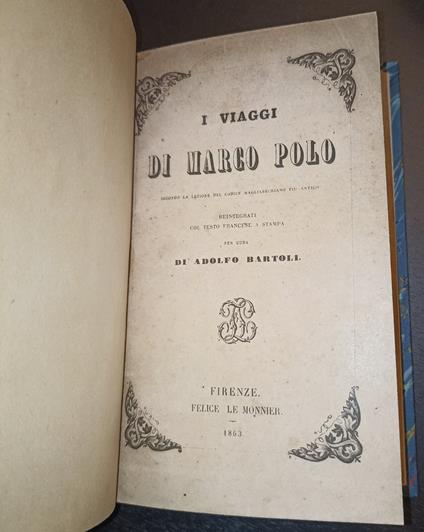 I VIAGGI
DI MARCO POLO
SECONDO LA LEZIONE DEL CODICE MAGLIABECHIANO PIÙ ANTICO
REINTEGRATI
COL TESTO FRANCESE A STAMPA
PER CURA
DI ADOLFO BARTOLI.
FIRENZE.
FELICE LE MONNIER.
1863.